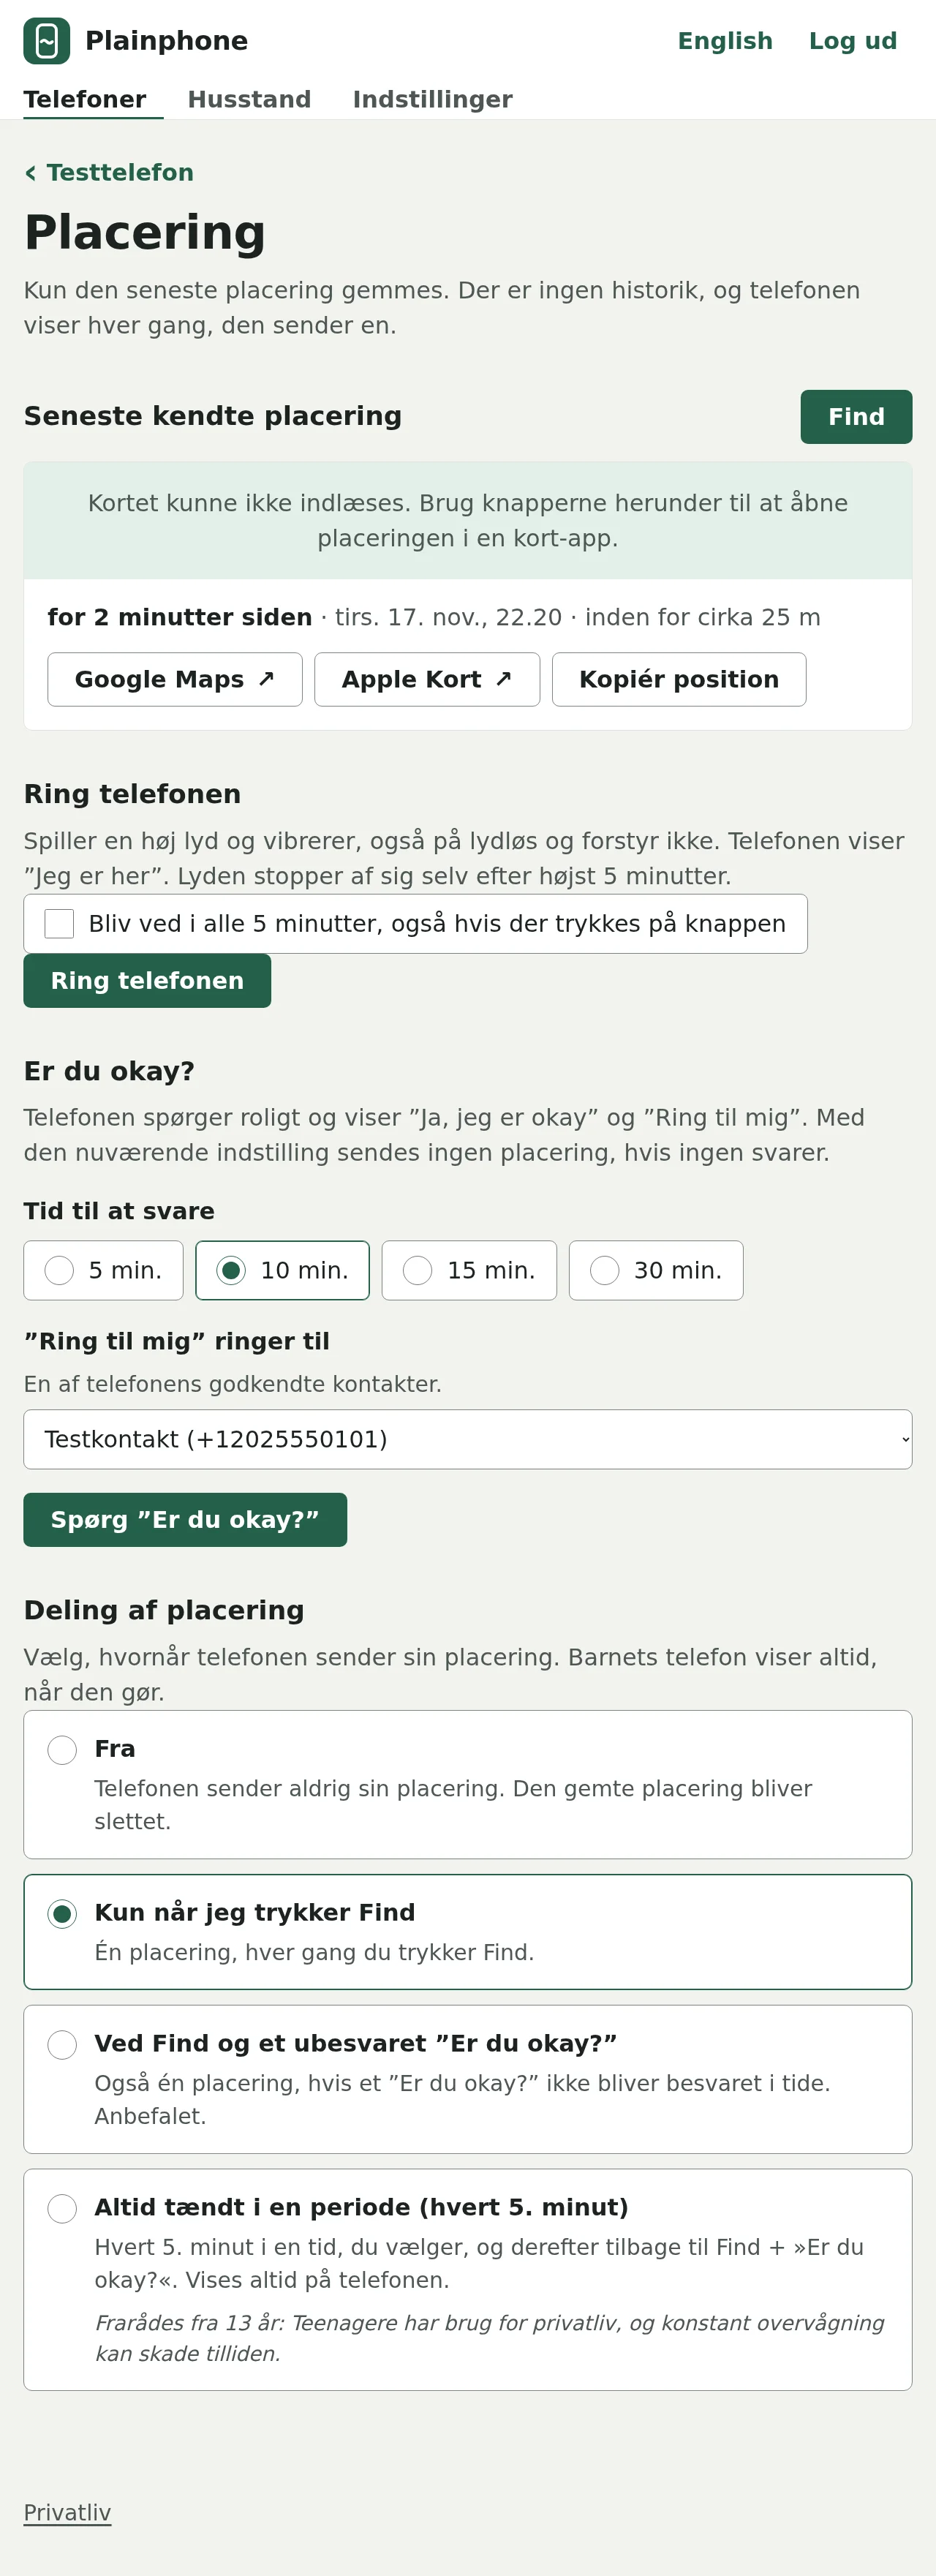 Plainphone
English
Log ud
Telefoner
Husstand
Indstillinger
‹ Testtelefon
Placering
Kun den seneste placering gemmes. Der er ingen historik, og telefonen
viser hver gang, den sender en.
Seneste kendte placering
Find
Kortet kunne ikke indlæses. Brug knapperne herunder til at åbne
placeringen i en kort-app.
for 2 minutter siden · tirs. 17. nov., 22.20 · inden for cirka 25 m
Google Maps ↗
Apple Kort ↗
Kopiér position
Ring telefonen
Spiller en høj lyd og vibrerer, også på lydløs og forstyr ikke. Telefonen viser
”Jeg er her”. Lyden stopper af sig selv efter højst 5 minutter.
Bliv ved i alle 5 minutter, også hvis der trykkes på knappen
Ring telefonen
Er du okay?
Telefonen spørger roligt og viser ”Ja, jeg er okay” og ”Ring til mig”. Med
den nuværende indstilling sendes ingen placering, hvis ingen svarer.
Tid til at svare
5 min.
10 min.
15 min.
30 min.
”Ring til mig” ringer til
En af telefonens godkendte kontakter.
Testkontakt (+12025550101)
Spørg ”Er du okay?”
Deling af placering
Vælg, hvornår telefonen sender sin placering. Barnets telefon viser altid,
når den gør.
Fra
Telefonen sender aldrig sin placering. Den gemte placering bliver
slettet.
Kun når jeg trykker Find
Én placering, hver gang du trykker Find.
Ved Find og et ubesvaret ”Er du okay?”
Også én placering, hvis et ”Er du okay?” ikke bliver besvaret i tide.
Anbefalet.
Altid tændt i en periode (hvert 5. minut)
Hvert 5. minut i en tid, du vælger, og derefter tilbage til Find + »Er du
okay?«. Vises altid på telefonen.
Frarådes fra 13 år: Teenagere har brug for privatliv, og konstant overvågning
kan skade tilliden.
Privatliv